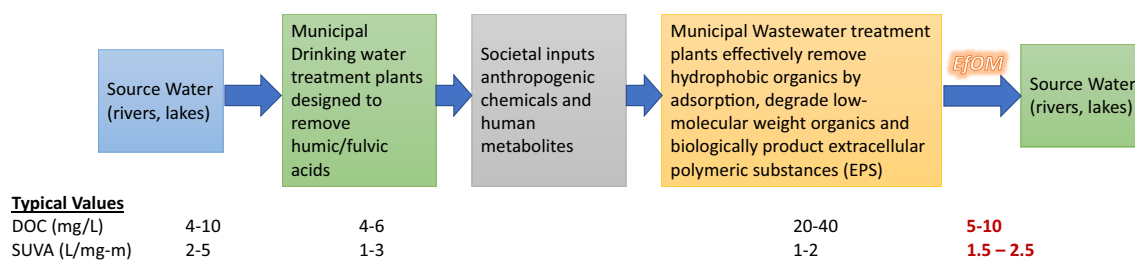 Source Water
(rivers, lakes)
Municipal
Drinking water
treatment plants
designed to
remove
humic/fulvic
acids
Societal inputs
anthropogenic
chemicals and
human
metabolites
Municipal Wastewater treatment
plants effectively remove
hydrophobic organics by
adsorption, degrade low-
molecular weight organics and
biologically product extracellular
polymeric substances (EPS)
EfOM
Source Water
(rivers, lakes)
Typical Values
DOC (mg/L) 4-10 4-6 20-40 5-10
SUVA (L/mg-m) 2-5 1-3 1-2 1.5 – 2.5